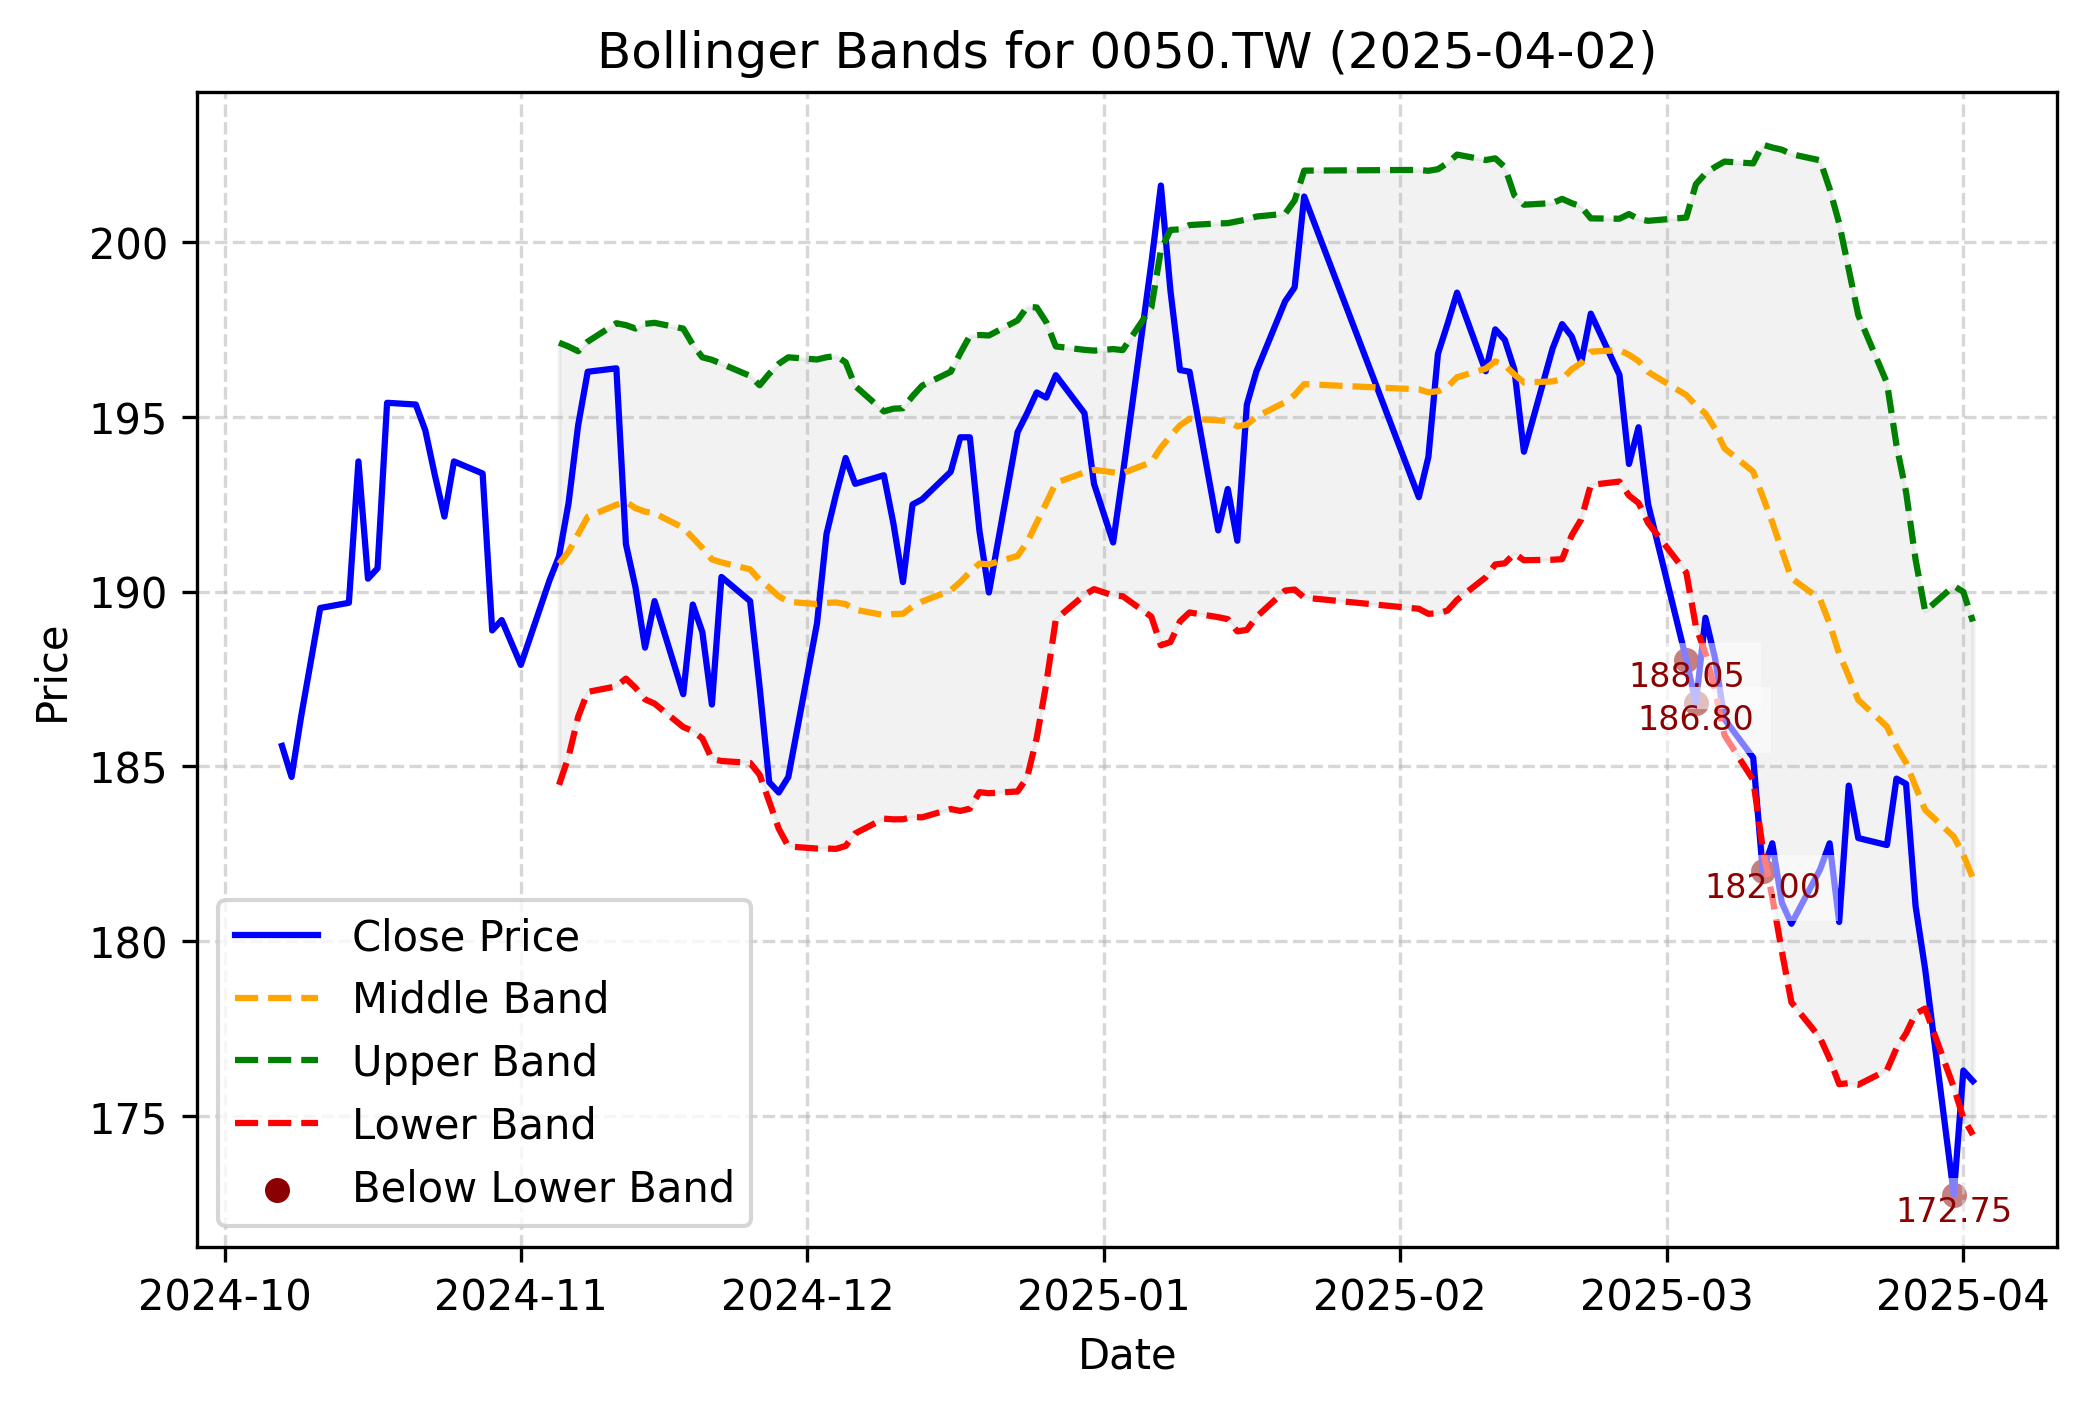 Bollinger Bands for 0050.TW (2025-04-02)
200
195
190
185
180
175
Price
188.05
186.80
182.00
172.75
Close Price
Middle Band
Upper Band
Lower Band
Below Lower Band
2024-10 2024-11 2024-12 2025-01 2025-02 2025-03 2025-04
Date